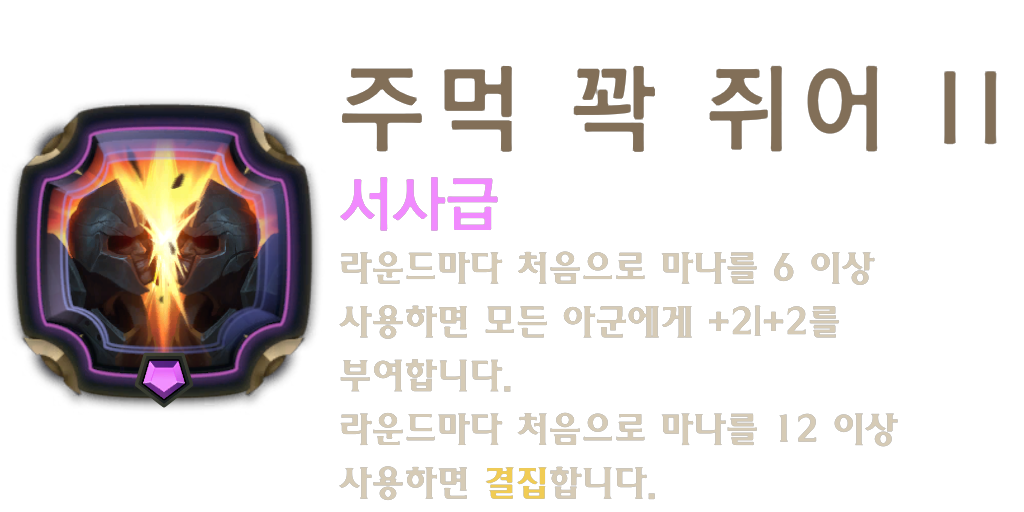 주먹 꽉 쥐어 II
서사급
라운드마다 처음으로 마나를 6 이상
사용하면 모든 아군에게 +2|+2를
부여합니다.
라운드마다 처음으로 마나를 12 이상
사용하면 결집합니다.